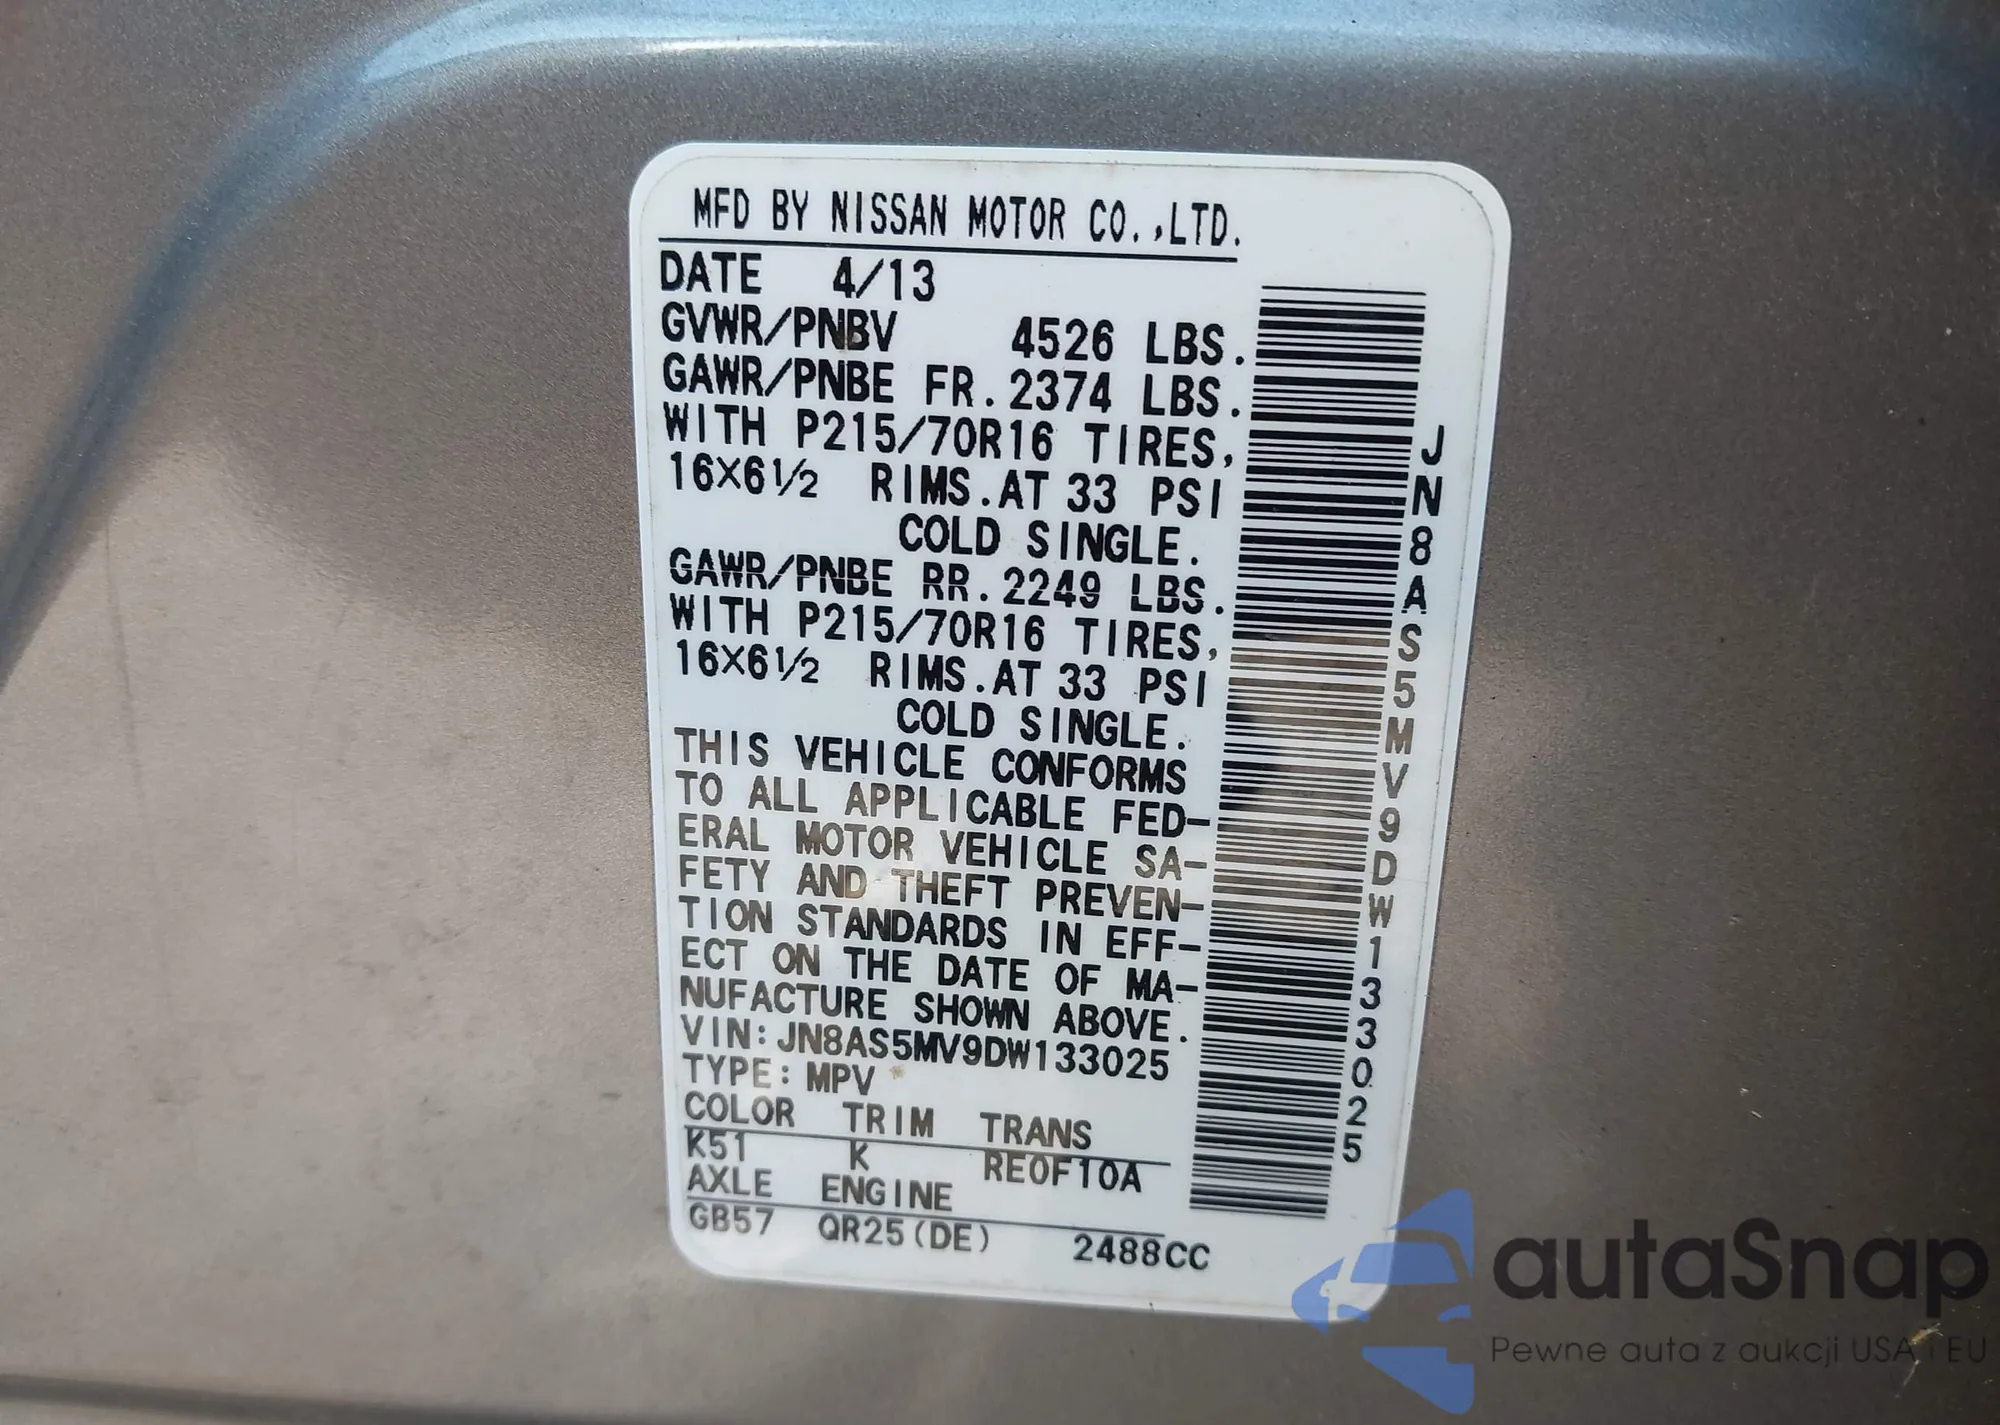 MFD BY NISSAN MOTOR CO.,LTD.
DATE 4/13
GVWR/PNBV 4526 LBS.
GAWR/PNBE FR.2374 LBS.
WITH P215/70R16 TIRES,
16X6½ RIMS.AT 33 PSI
COLD SINGLE.
GAWR/PNBE RR.2249 LBS.
WITH P215/70R16 TIRES,
16X6½ RIMS.AT 33 PSI
COLD SINGLE.
THIS VEHICLE CONFORMS
TO ALL APPLICABLE FED-
ERAL MOTOR VEHICLE SA-
FETY AND THEFT PREVEN-
TION STANDARDS IN EFF-
ECT ON THE DATE OF MA-
NUFACTURE SHOWN ABOVE.
VIN:JN8AS5MV9DW133025
TYPE:MPV
COLOR TRIM TRANS
K51 K RE0F10A
AXLE ENGINE
GB57 QR25(DE) 2488CC
JN8AS5MV9DW133025
autaSnap
Pewne auta z aukcji USA i EU